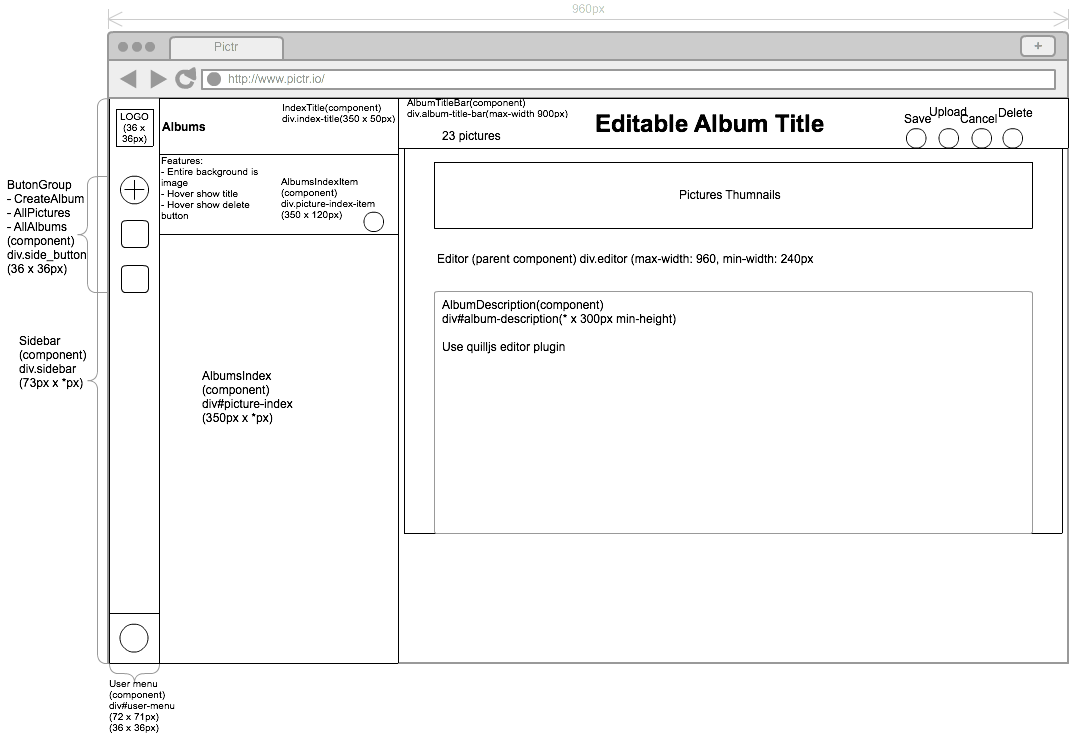 960px
Pictr
+
http://www.pictr.io/
LOGO
(36 x
36px)
Albums
IndexTitle(component)
div.index-title(350 x 50px)
AlbumTitleBar(component)
div.album-title-bar(max-width 900px)
23 pictures
Editable Album Title
Save
Upload
Cancel
Delete
Features:
- Entire background is
image
- Hover show title
- Hover show delete
button
AlbumsIndexItem
(component)
div.picture-index-item
(350 x 120px)
ButonGroup
- CreateAlbum
- AllPictures
- AllAlbums
(component)
div.side_button
(36 x 36px)
Pictures Thumnails
Editor (parent component) div.editor (max-width: 960, min-width: 240px
AlbumDescription(component)
div#album-description(* x 300px min-height)
Use quilljs editor plugin
Sidebar
(component)
div.sidebar
(73px x *px)
AlbumsIndex
(component)
div#picture-index
(350px x *px)
User menu
(component)
div#user-menu
(72 x 71px)
(36 x 36px)